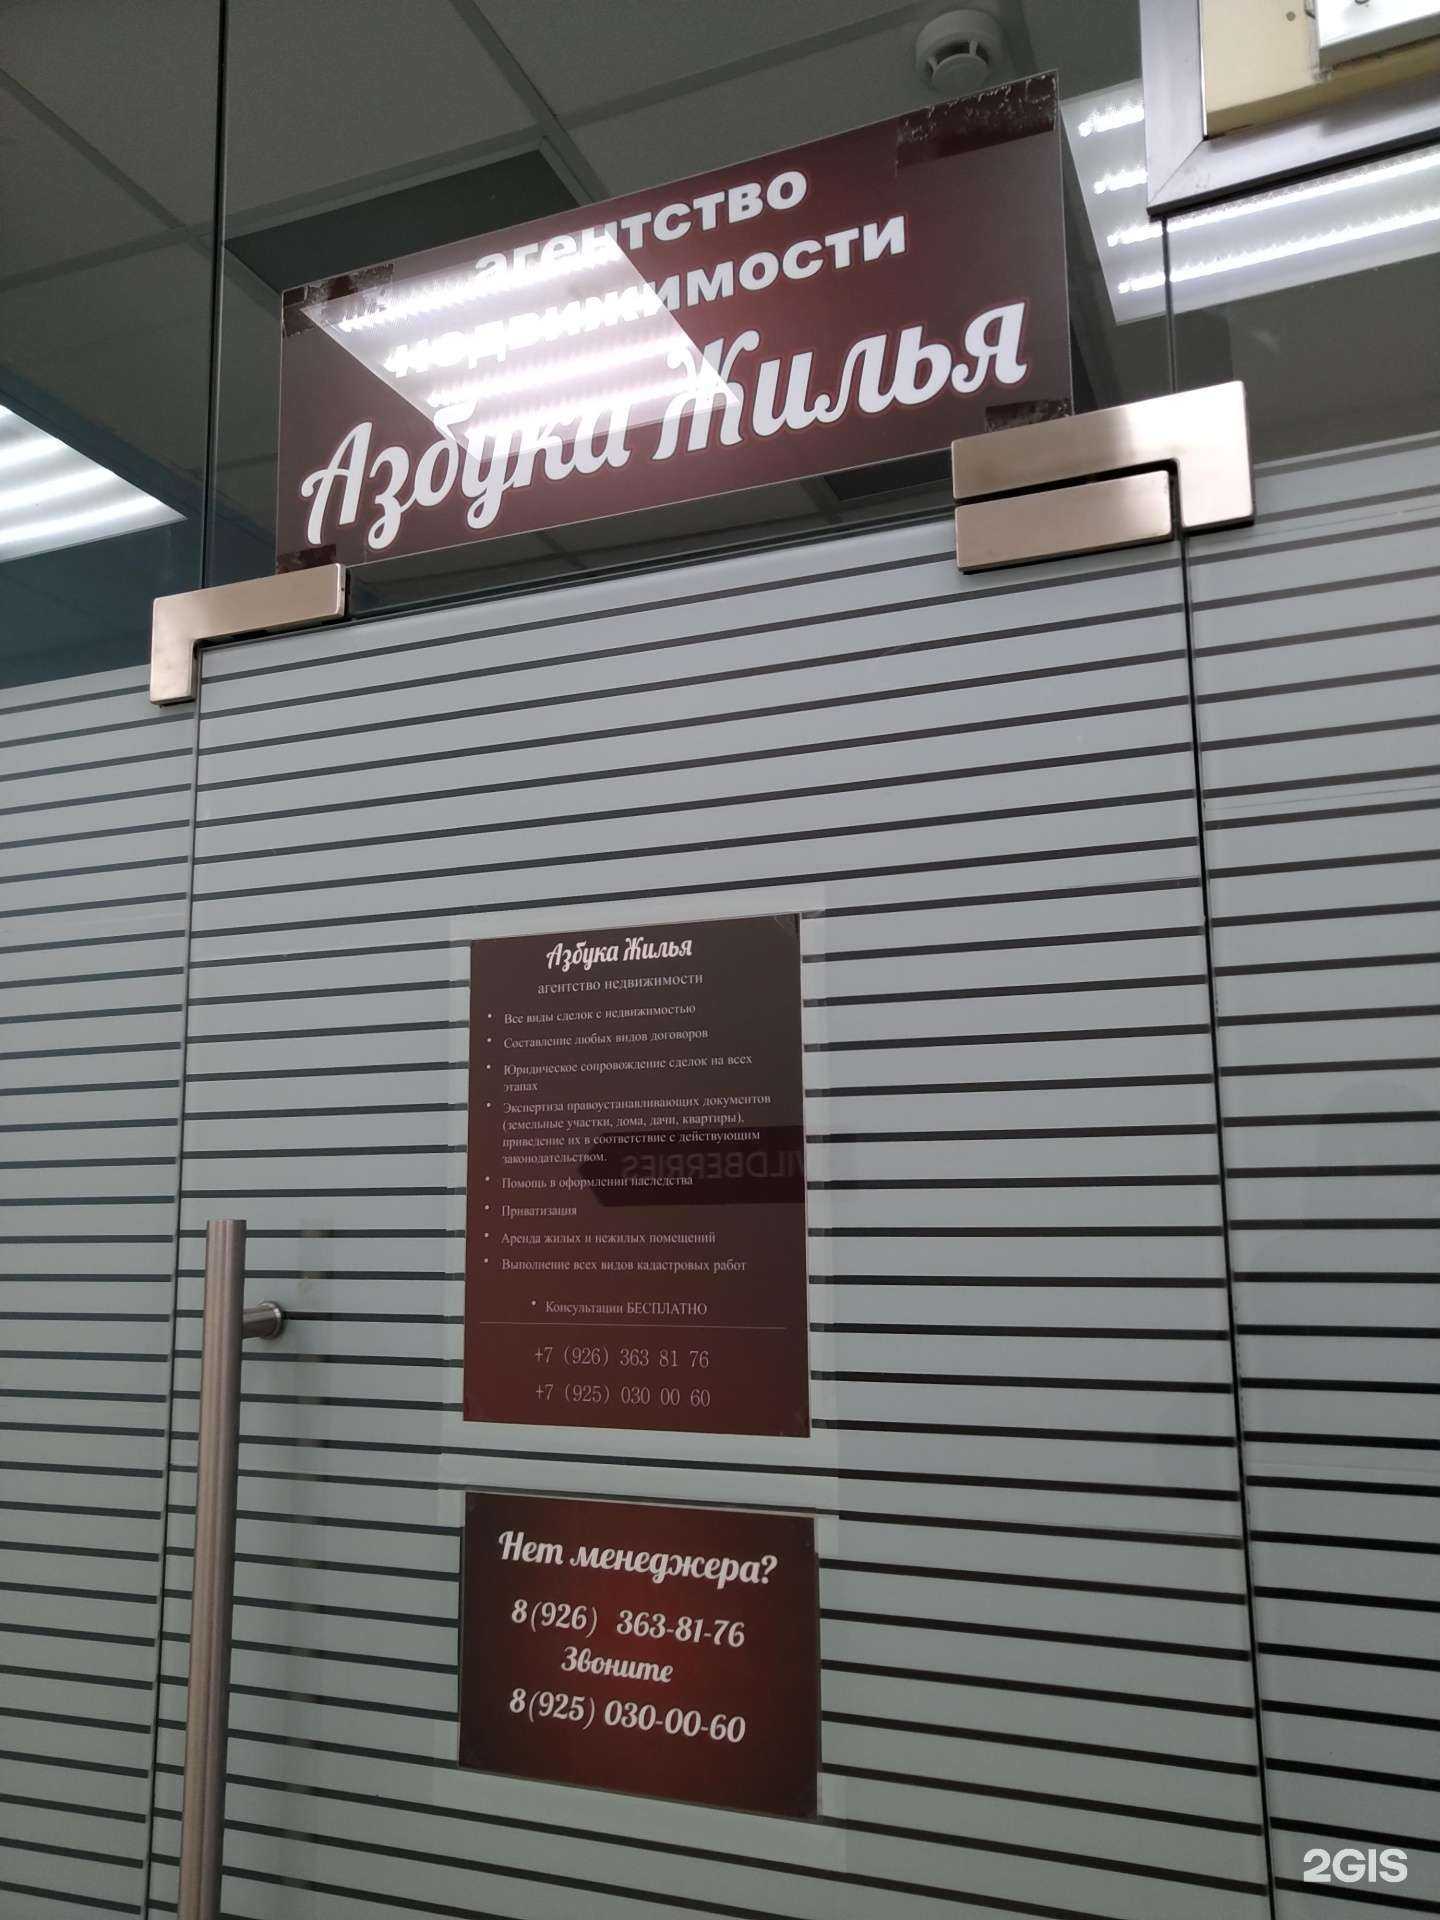 агентство
недвижимости
Азбука Жилья
Азбука Жилья
агентство недвижимости
• Все виды сделок с недвижимостью
• Составление любых видов договоров
• Юридическое сопровождение сделок на всех
этапах
• Экспертиза правоустанавливающих документов
(земельные участки, дома, дачи, квартиры),
приведение их в соответствие с действующим
законодательством.
WILDBERRIES
• Помощь в оформлении наследства
• Приватизация
• Аренда жилых и нежилых помещений
• Выполнение всех видов кадастровых работ
• Консультации БЕСПЛАТНО
+7 (926) 363 81 76
+7 (925) 030 00 60
Нет менеджера?
8(926) 363-81-76
Звоните
8(925) 030-00-60
2GIS